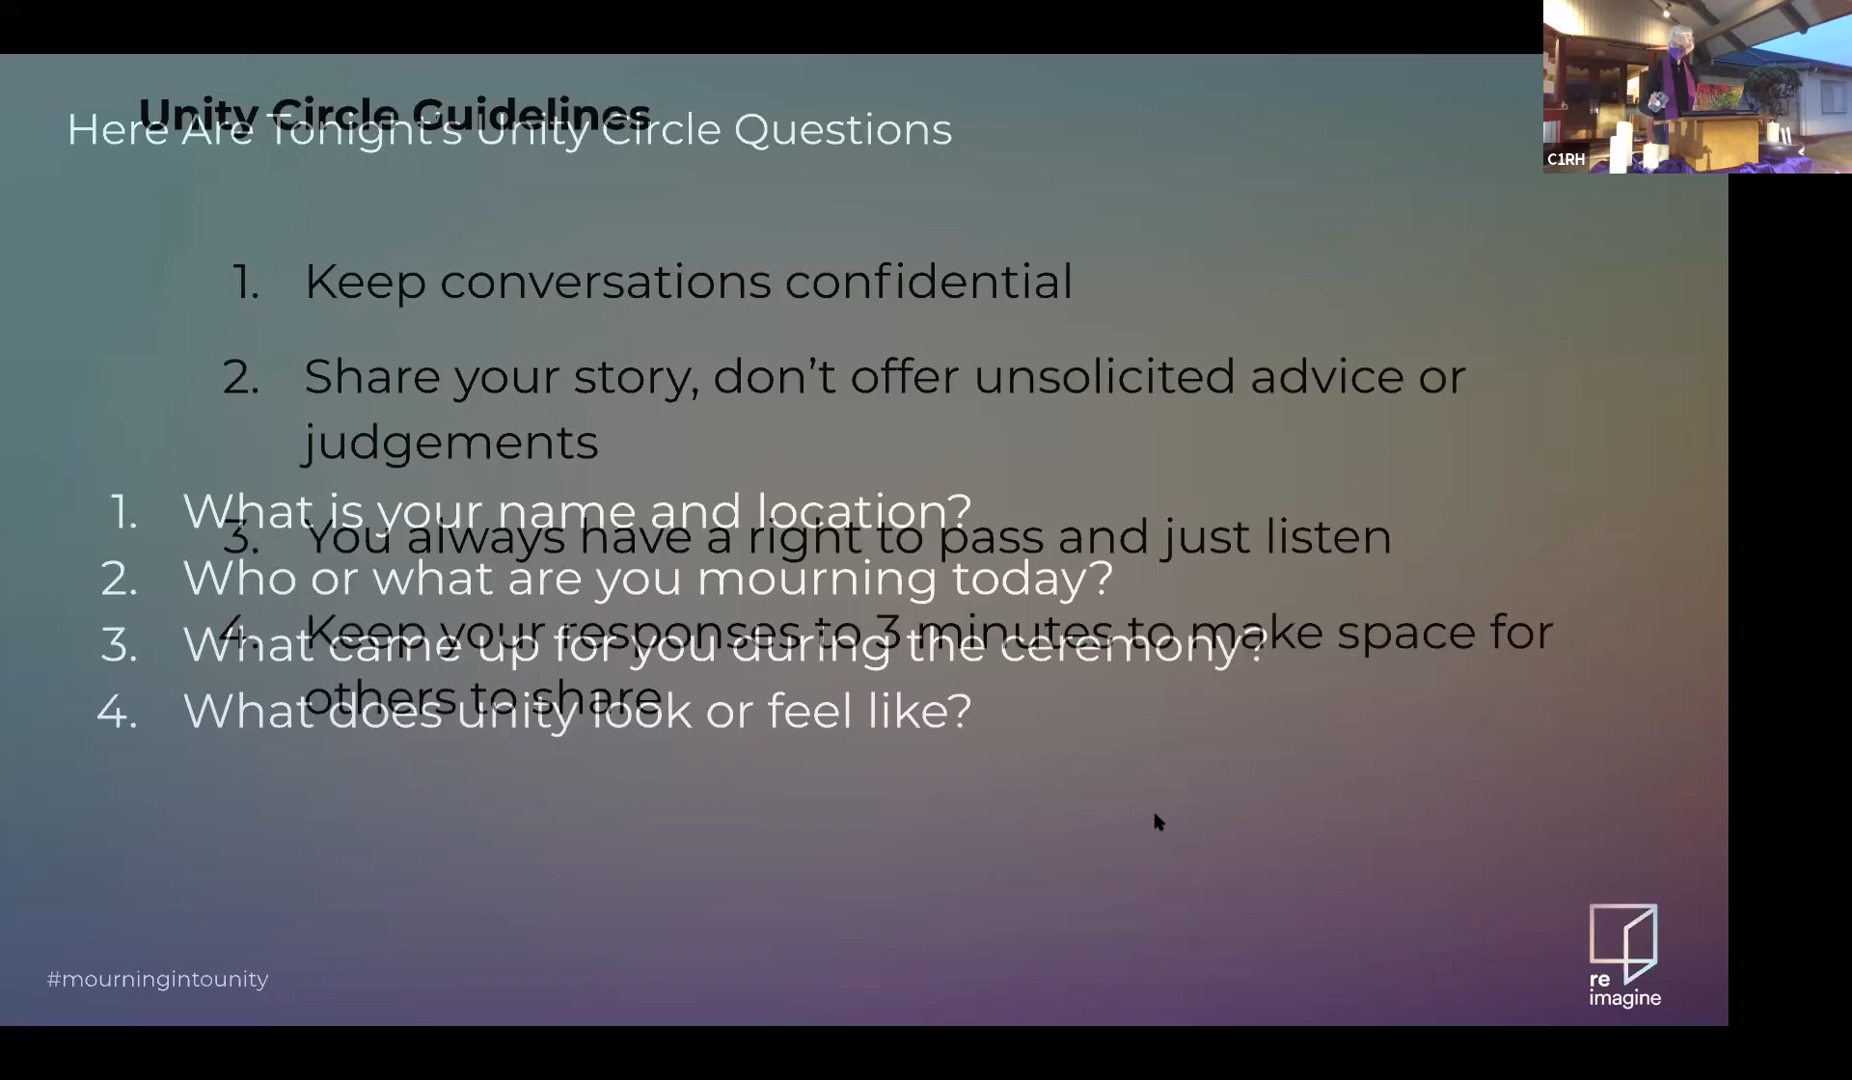 Unity Circle Guidelines
Here Are Tonight's Unity Circle Questions
1. Keep conversations confidential
2. Share your story, don't offer unsolicited advice or
judgements
3. You always have a right to pass and just listen
4. Keep your responses to 3 minutes to make space for
others to share
1. What is your name and location?
2. Who or what are you mourning today?
3. What came up for you during the ceremony?
4. What does unity look or feel like?
#mourningintounity
re
imagine
C1RH